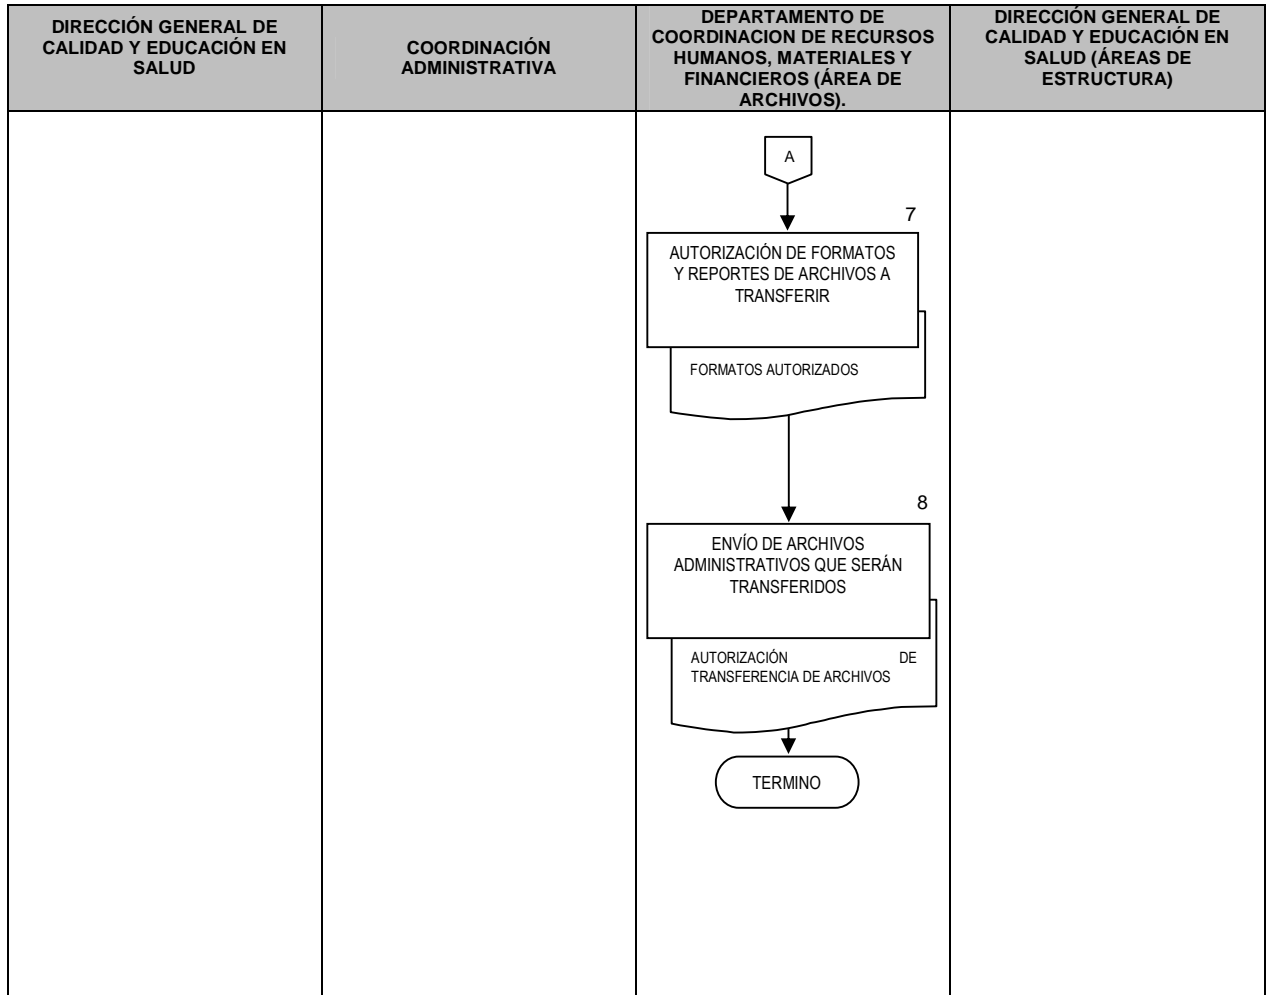 DIRECCIÓN GENERAL DE
CALIDAD Y EDUCACIÓN EN
SALUD
COORDINACIÓN
ADMINISTRATIVA
DEPARTAMENTO DE
COORDINACION DE RECURSOS
HUMANOS, MATERIALES Y
FINANCIEROS (ÁREA DE
ARCHIVOS).
DIRECCIÓN GENERAL DE
CALIDAD Y EDUCACIÓN EN
SALUD (ÁREAS DE
ESTRUCTURA)
A
7
AUTORIZACIÓN DE FORMATOS
Y REPORTES DE ARCHIVOS A
TRANSFERIR
FORMATOS AUTORIZADOS
8
ENVÍO DE ARCHIVOS
ADMINISTRATIVOS QUE SERÁN
TRANSFERIDOS
AUTORIZACIÓN DE
TRANSFERENCIA DE ARCHIVOS
TERMINO